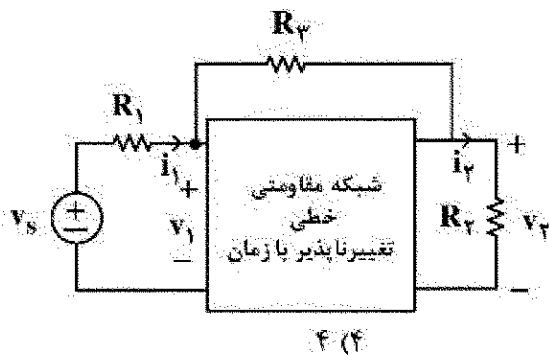 R۳
R۱
i۱
i۲
+
+
v۱
−
vs
+
−
شبکه مقاومتی
خطی
تغییرناپذیر با زمان
R۲
v۲
−
۴ (۴